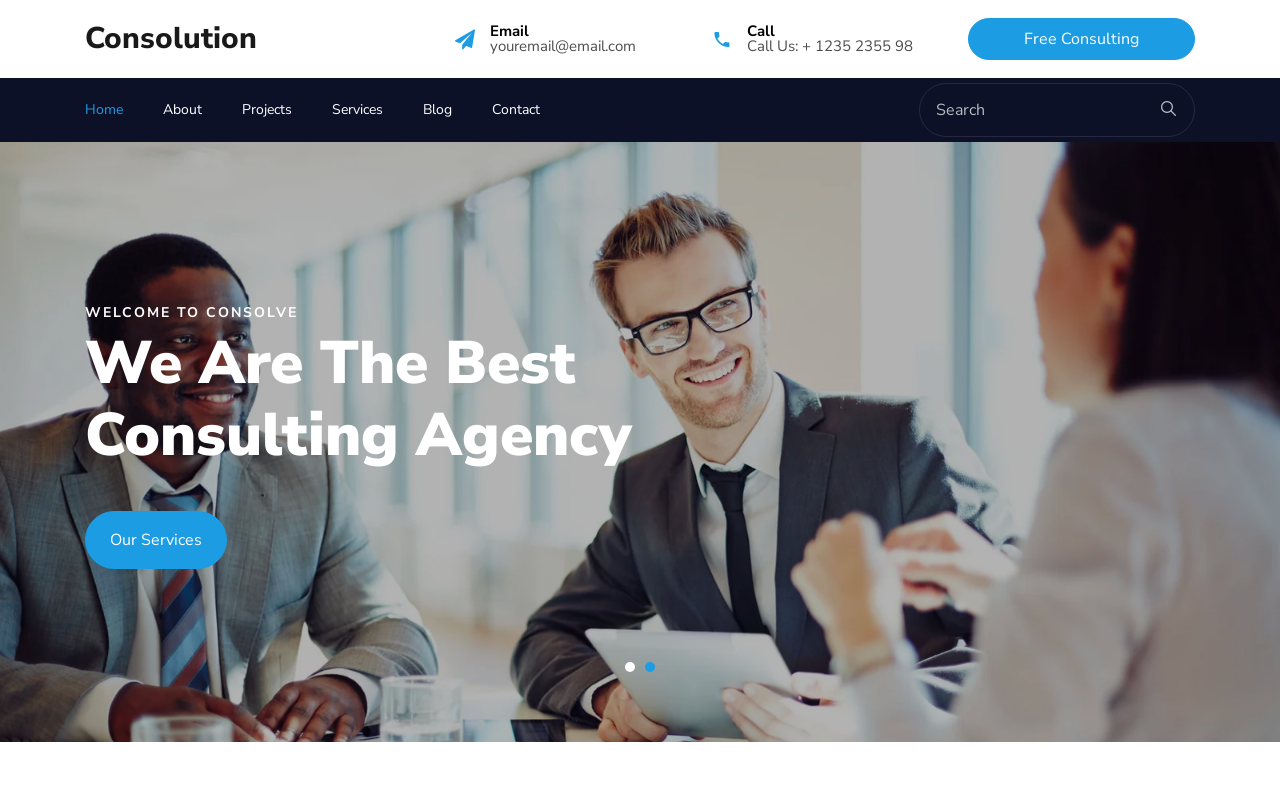 Consolution
Email
youremail@email.com
Call
Call Us: + 1235 2355 98
Free Consulting
Home
About
Projects
Services
Blog
Contact
Search
WELCOME TO CONSOLVE
We Are The Best
Consulting Agency
Our Services